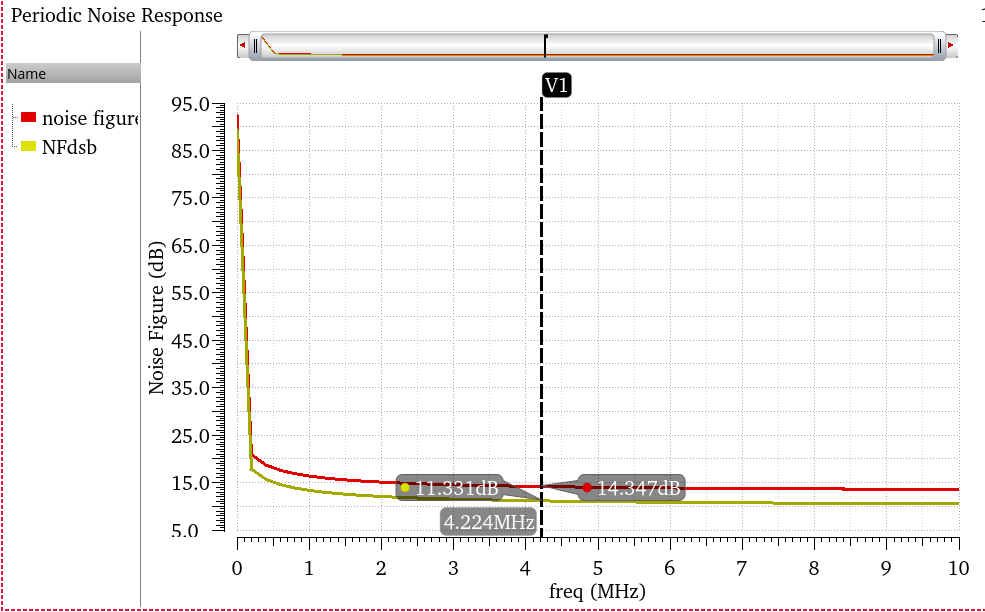 Periodic Noise Response
Name
noise figure
NFdsb
V1
95.0
85.0
75.0
65.0
55.0
45.0
35.0
25.0
15.0
5.0
Noise Figure (dB)
11.331dB
14.347dB
4.224MHz
0 1 2 3 4 5 6 7 8 9 10
freq (MHz)